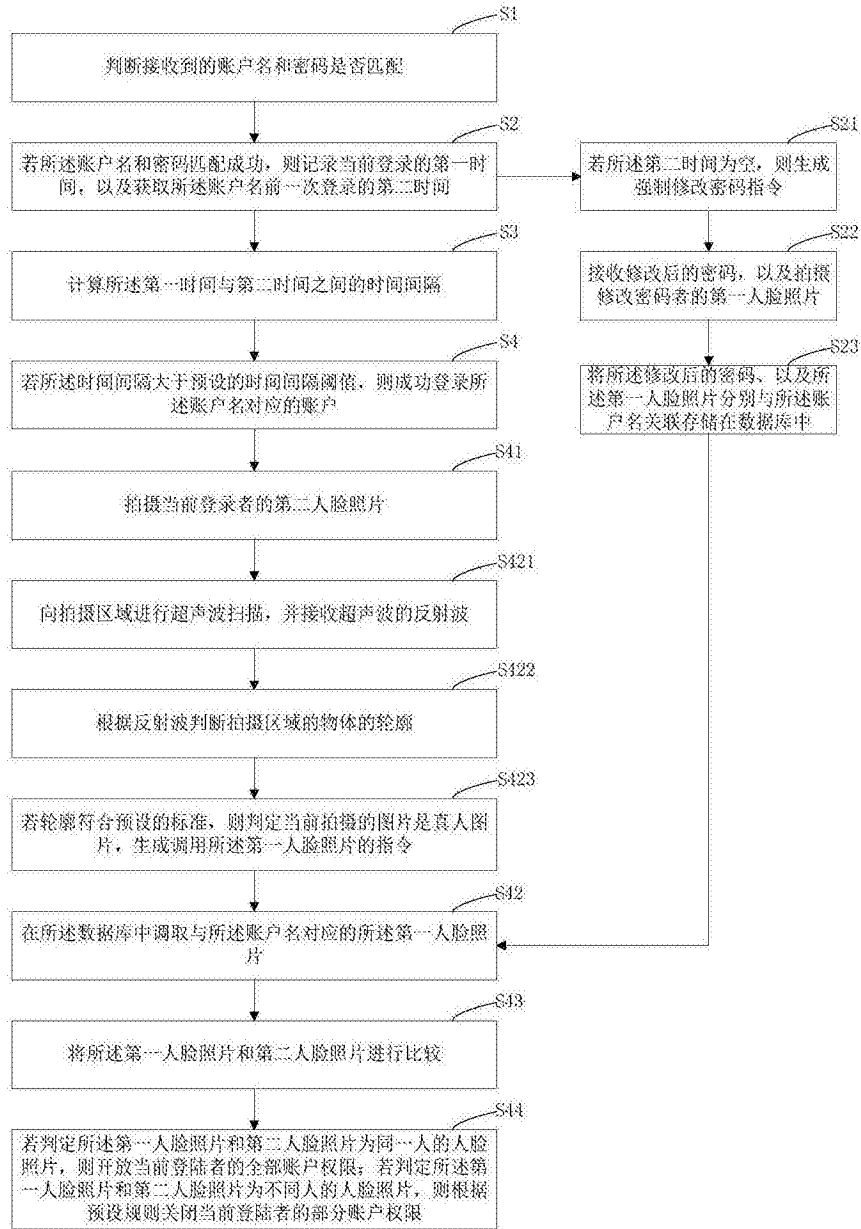 S1
判断接收到的账户名和密码是否匹配
S2
若所述账户名和密码匹配成功，则记录当前登录的第一时
间，以及获取所述账户名前一次登录的第二时间
S21
若所述第二时间为空，则生成
强制修改密码指令
S3
计算所述第一时间与第二时间之间的时间间隔
S22
接收修改后的密码，以及拍摄
修改密码者的第一人脸照片
S4
若所述时间间隔大于预设的时间间隔阈值，则成功登录所
述账户名对应的账户
S23
将所述修改后的密码、以及所
述第一人脸照片分别与所述账
户名关联存储在数据库中
S41
拍摄当前登录者的第二人脸照片
S421
向拍摄区域进行超声波扫描，并接收超声波的反射波
S422
根据反射波判断拍摄区域的物体的轮廓
S423
若轮廓符合预设的标准，则判定当前拍摄的图片是真人图
片，生成调用所述第一人脸照片的指令
S42
在所述数据库中调取与所述账户名对应的所述第一人脸照
片
S43
将所述第一人脸照片和第二人脸照片进行比较
S44
若判定所述第一人脸照片和第二人脸照片为同一人的人脸
照片，则开放当前登陆者的全部账户权限；若判定所述第
一人脸照片和第二人脸照片为不同人的人脸照片，则根据
预设规则关闭当前登陆者的部分账户权限